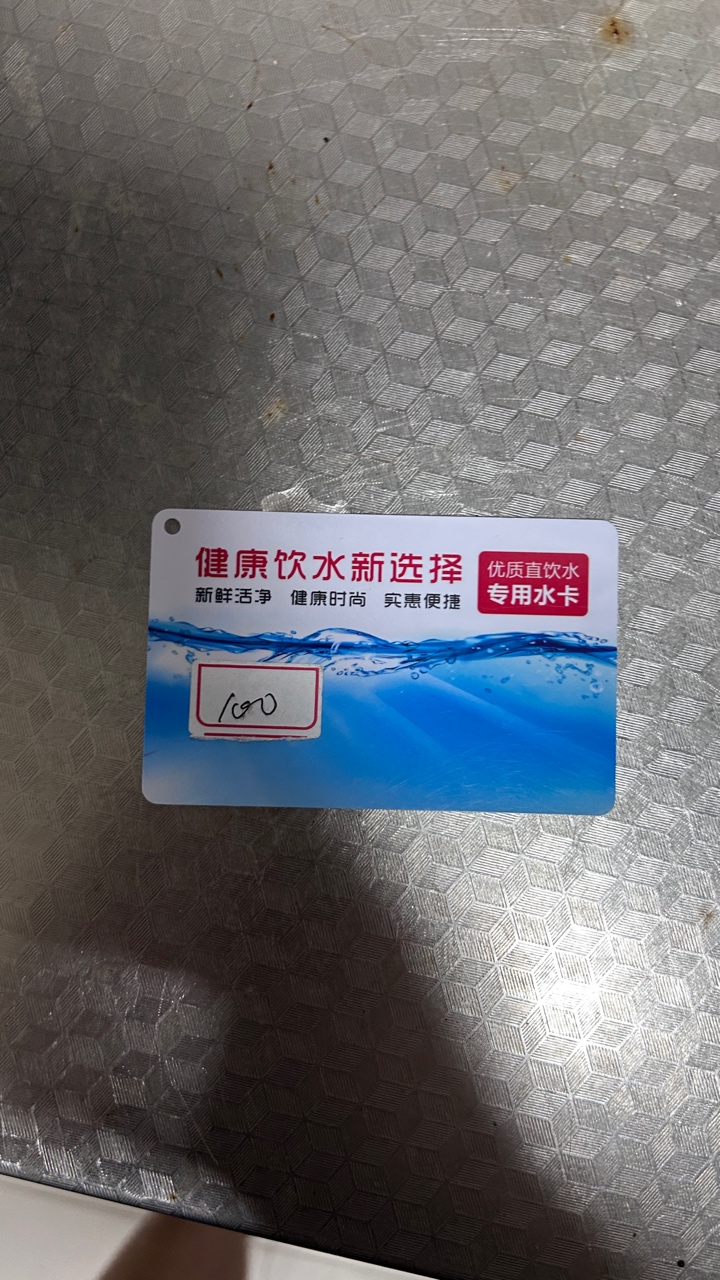 健康饮水新选择
新鲜活净 健康时尚 实惠便捷
优质直饮水
专用水卡
100